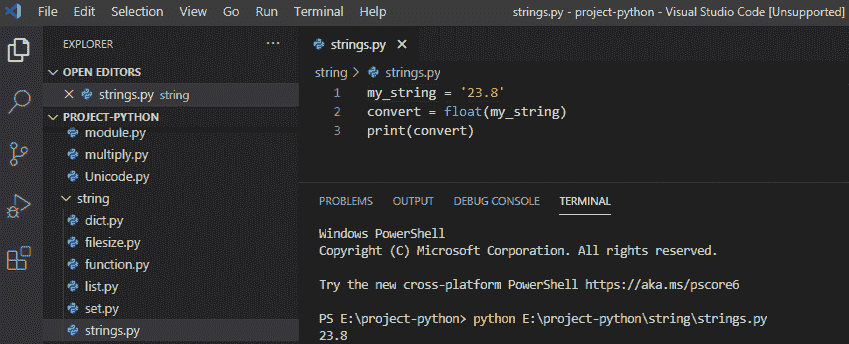 File Edit Selection View Go Run Terminal Help strings.py - project-python - Visual Studio Code [Unsupported]
EXPLORER ...
OPEN EDITORS
strings.py string
PROJECT-PYTHON
module.py
multiply.py
Unicode.py
string
dict.py
filesize.py
function.py
list.py
set.py
strings.py
strings.py
string > strings.py
1 my_string = '23.8'
2 convert = float(my_string)
3 print(convert)
PROBLEMS OUTPUT DEBUG CONSOLE TERMINAL
Windows PowerShell
Copyright (C) Microsoft Corporation. All rights reserved.
Try the new cross-platform PowerShell https://aka.ms/pscore6
PS E:\project-python> python E:\project-python\string\strings.py
23.8